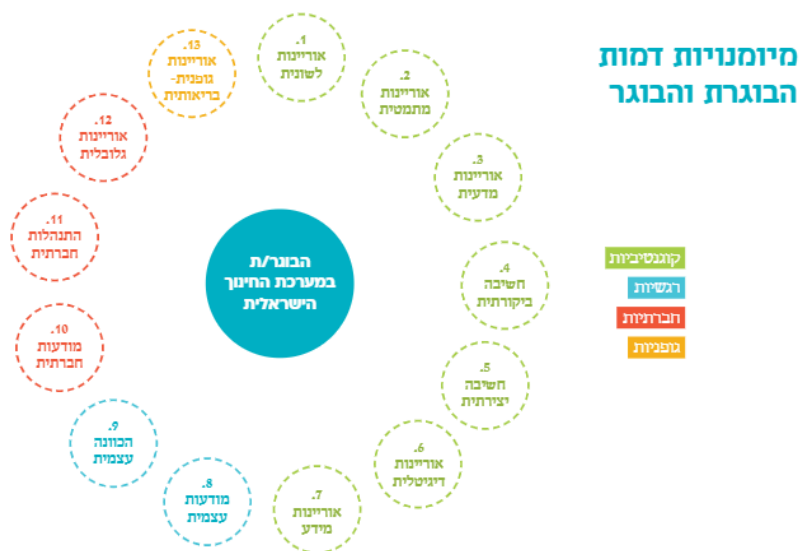 מיומנויות דמות
הבוגרת והבוגר
1.
אוריינות
לשונית
2.
אוריינות
מתמטית
3.
אוריינות
מדעית
4.
חשיבה
ביקורתית
5.
חשיבה
יצירתית
6.
אוריינות
דיגיטלית
7.
אוריינות
מידע
8.
מודעות
עצמית
9.
הכוונה
עצמית
10.
מודעות
חברתית
11.
התנהלות
חברתית
12.
אוריינות
גלובלית
13.
אוריינות
גופנית-
בריאותית
הבוגר/ת
במערכת החינוך
הישראלית
קוגנטיביות
רגשיות
חברתיות
גופניות